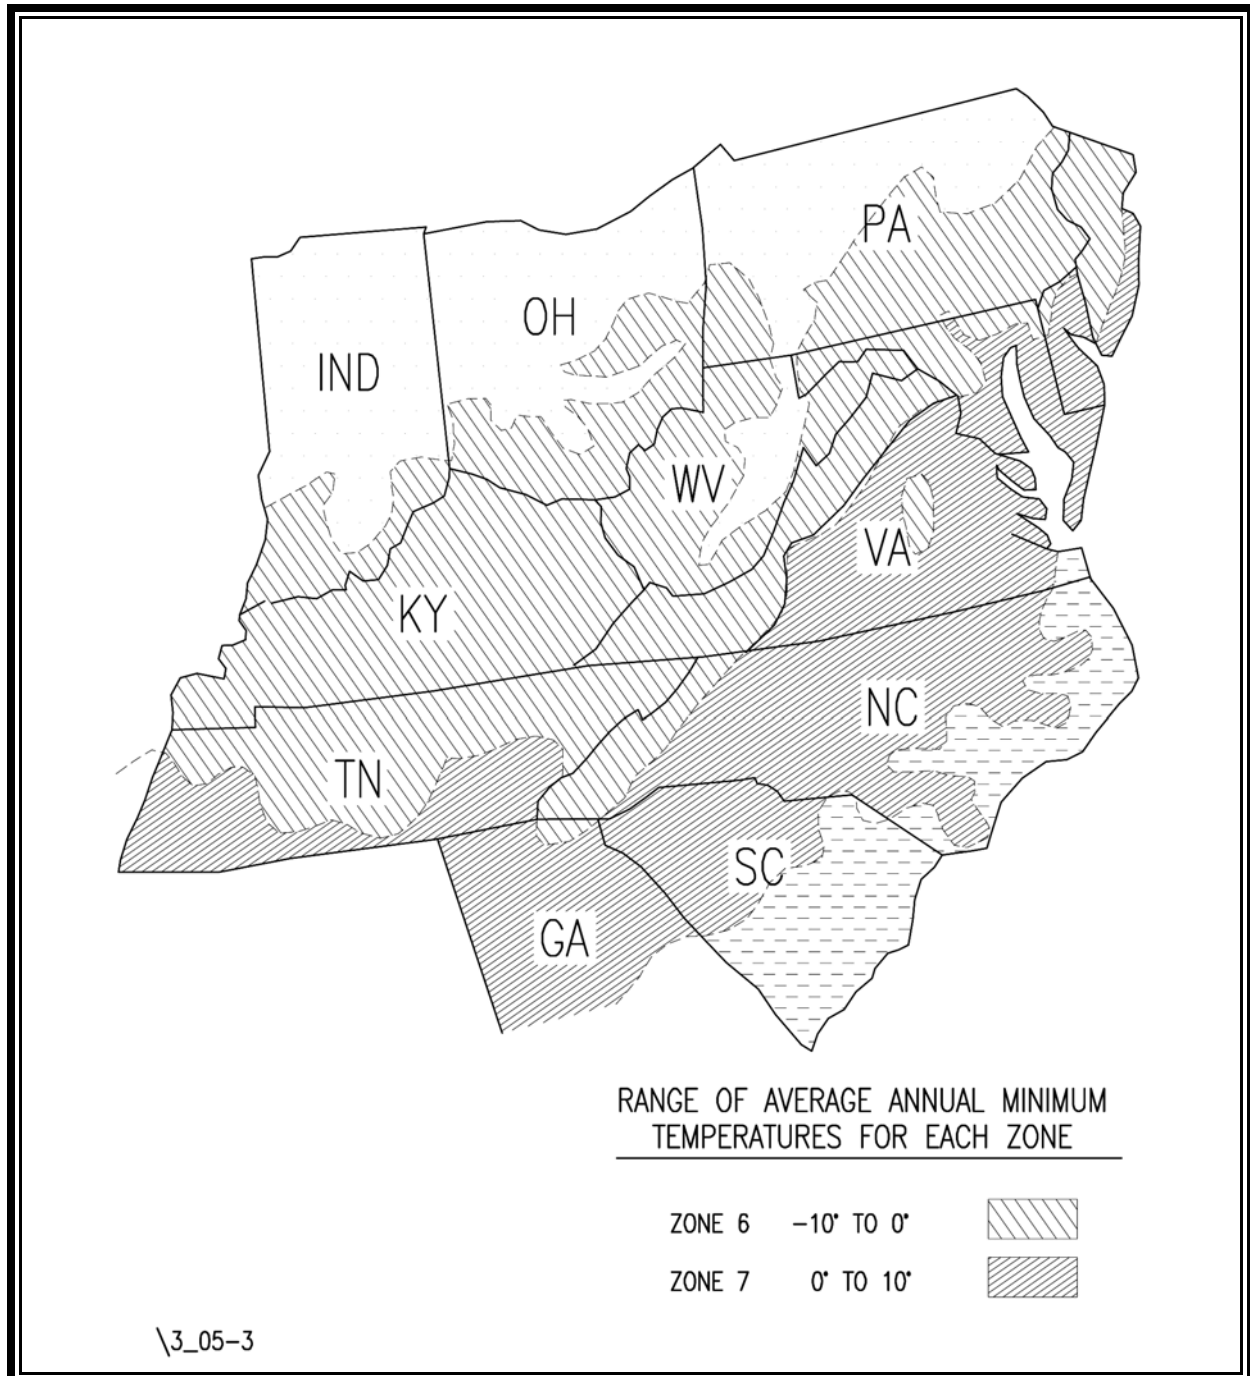 PA
OH
IND
WV
VA
KY
NC
TN
SC
GA
RANGE OF AVERAGE ANNUAL MINIMUM
TEMPERATURES FOR EACH ZONE
ZONE 6 -10° TO 0°
ZONE 7 0° TO 10°
\3_05-3